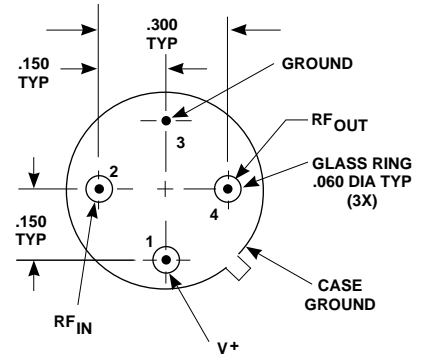 .300
TYP
.150
TYP
GROUND
3
RFOUT
2
GLASS RING
.060 DIA TYP
(3X)
4
.150
TYP
1
CASE
GROUND
RFIN
V+